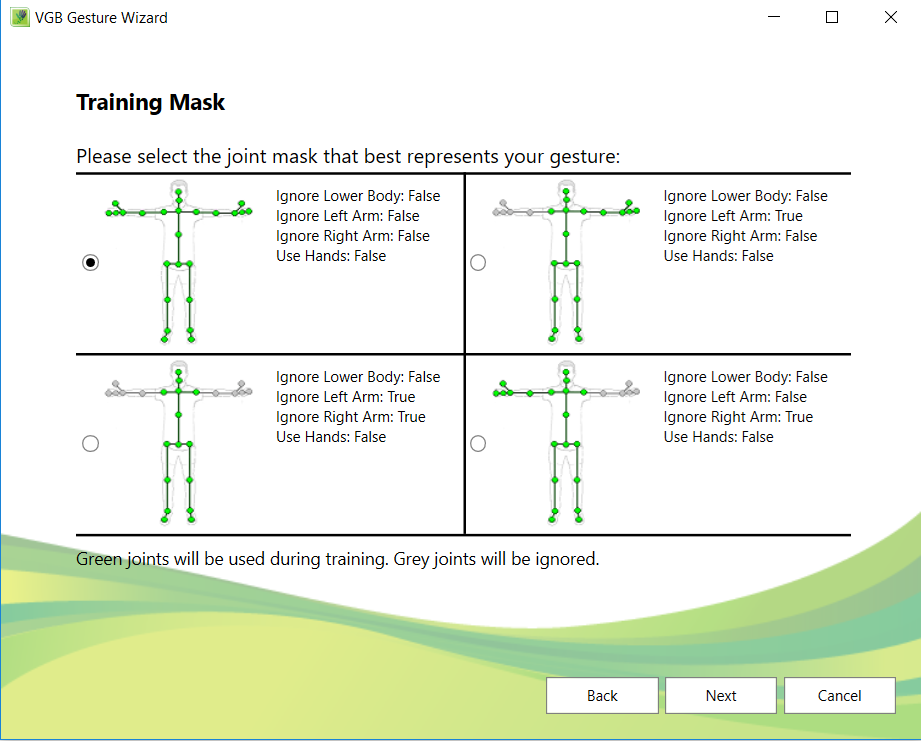 VGB Gesture Wizard
Training Mask
Please select the joint mask that best represents your gesture:
Ignore Lower Body: False
Ignore Left Arm: False
Ignore Right Arm: False
Use Hands: False
Ignore Lower Body: False
Ignore Left Arm: True
Ignore Right Arm: False
Use Hands: False
Ignore Lower Body: False
Ignore Left Arm: True
Ignore Right Arm: True
Use Hands: False
Ignore Lower Body: False
Ignore Left Arm: False
Ignore Right Arm: True
Use Hands: False
Green joints will be used during training. Grey joints will be ignored.
Back Next Cancel